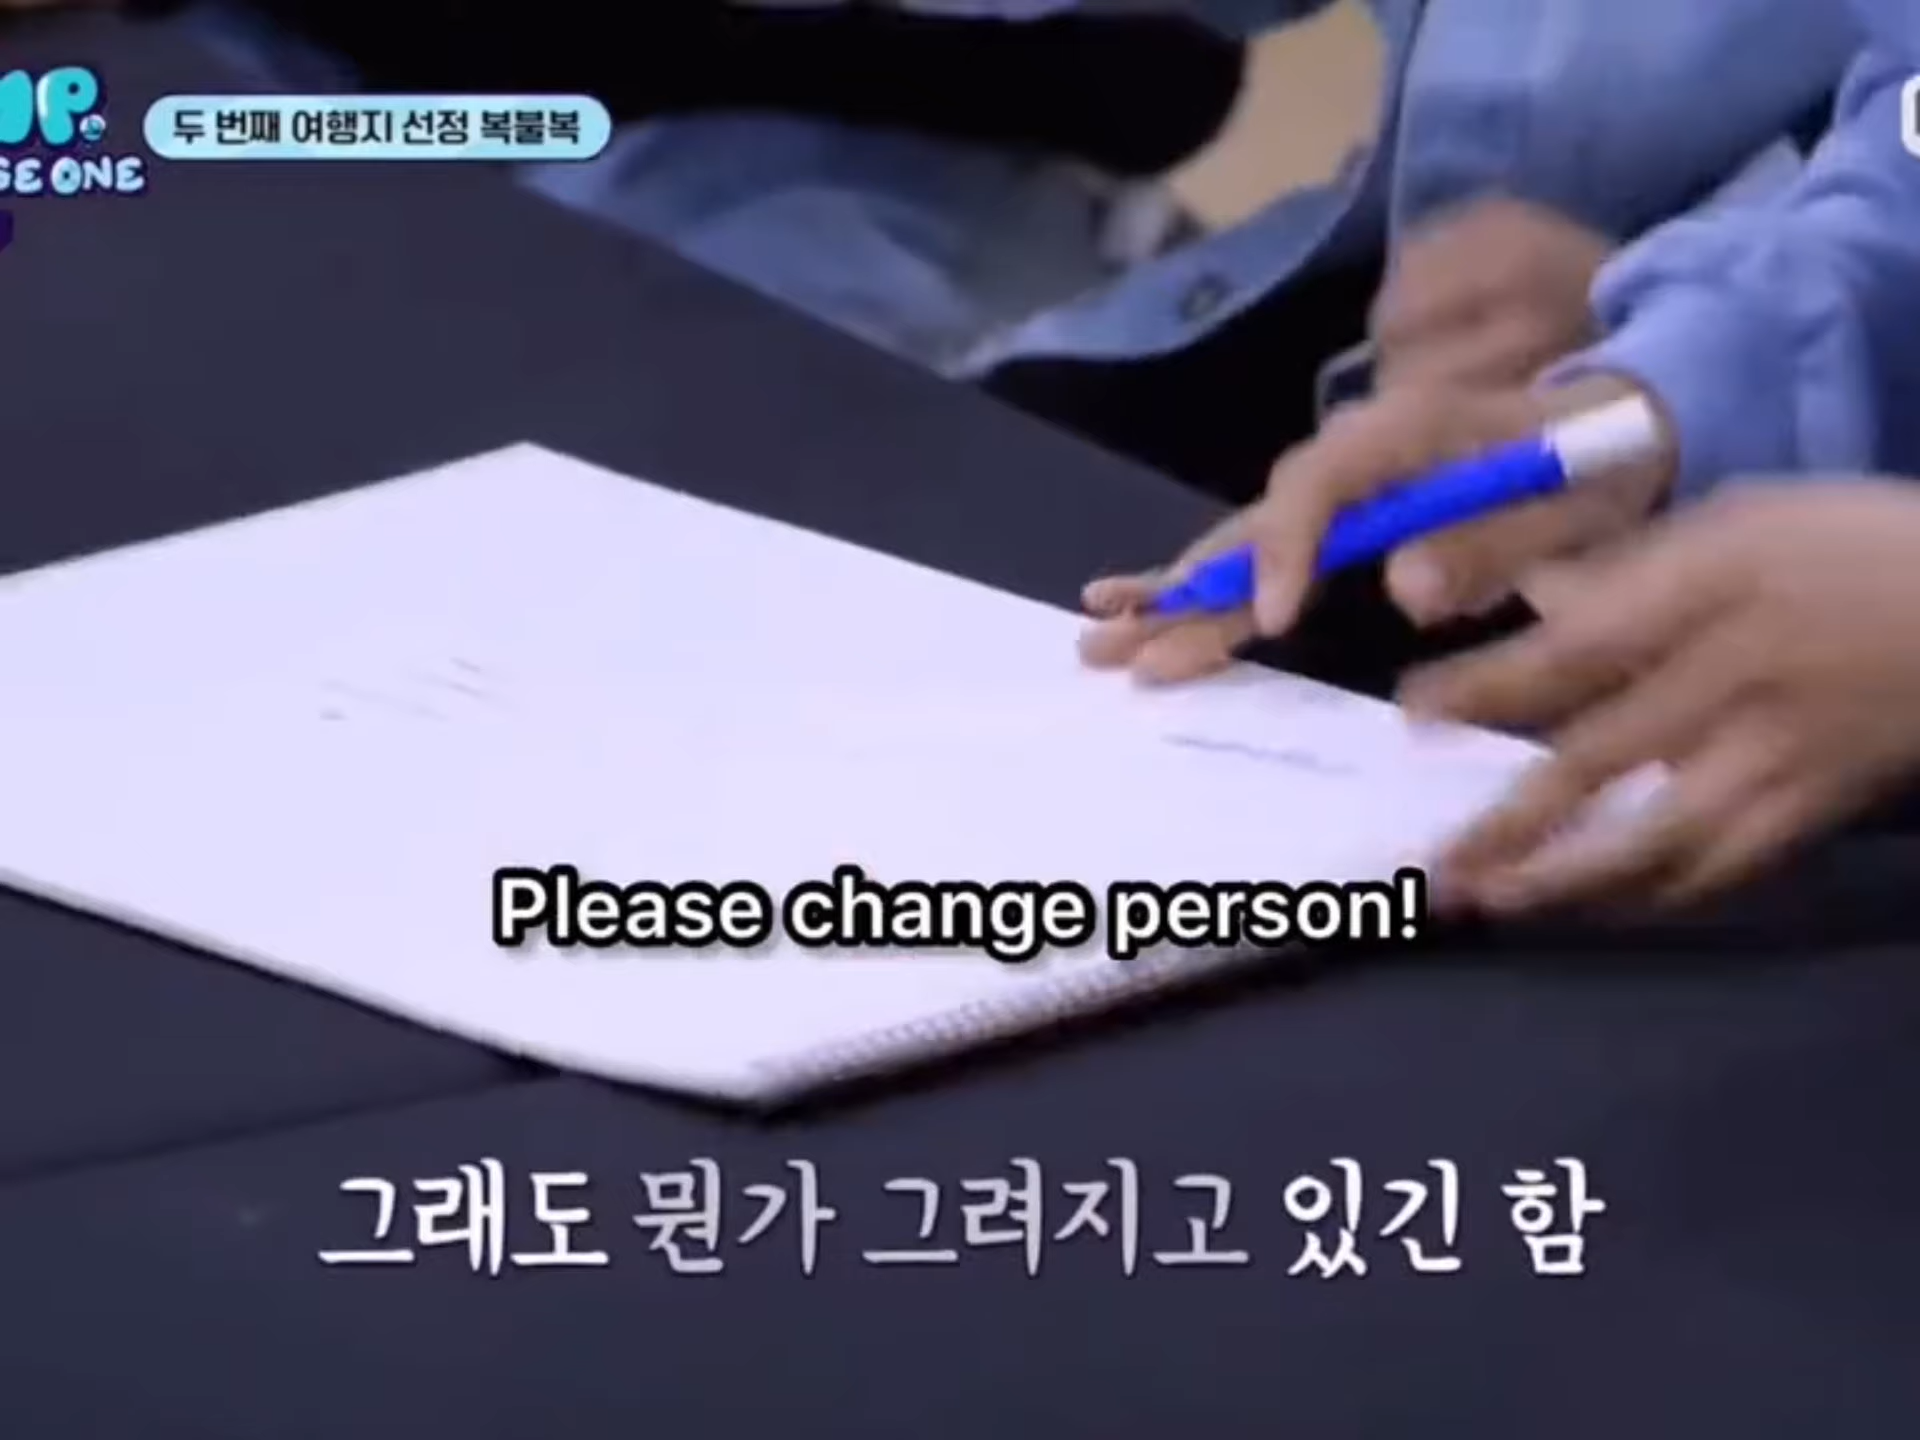 MP.
SE ONE
두 번째 여행지 선정 복불복
Please change person!
그래도 뭔가 그려지고 있긴 함